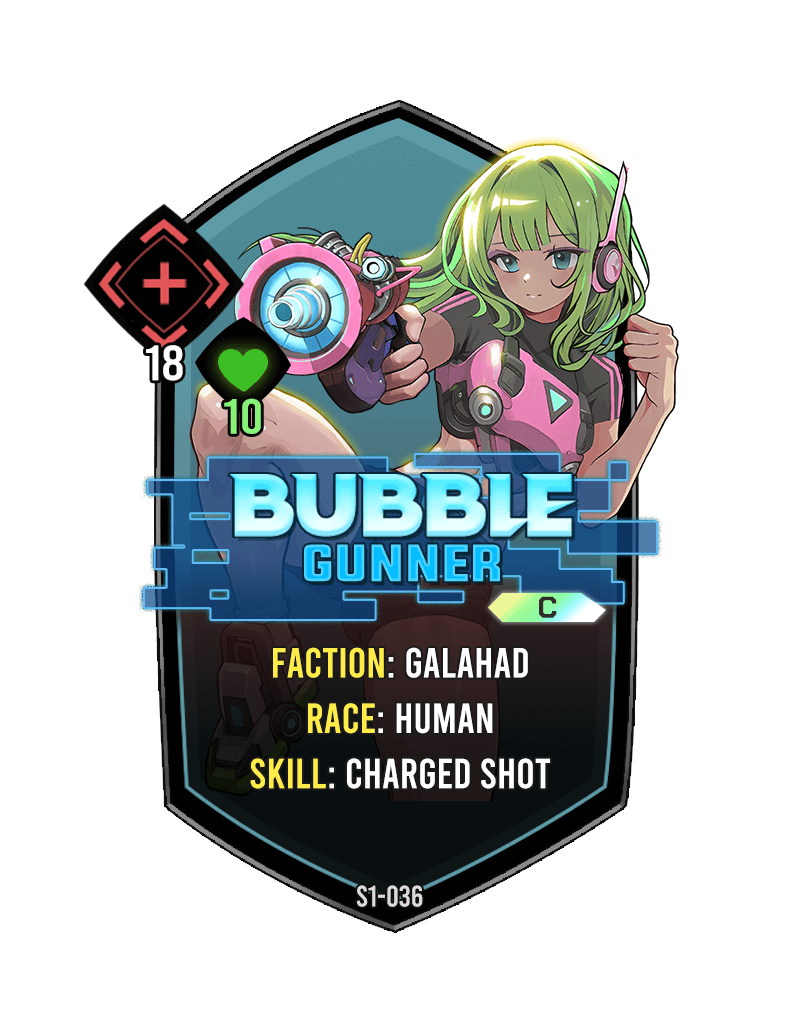 18
10
BUBBLE
GUNNER
C
FACTION: GALAHAD
RACE: HUMAN
SKILL: CHARGED SHOT
S1-036